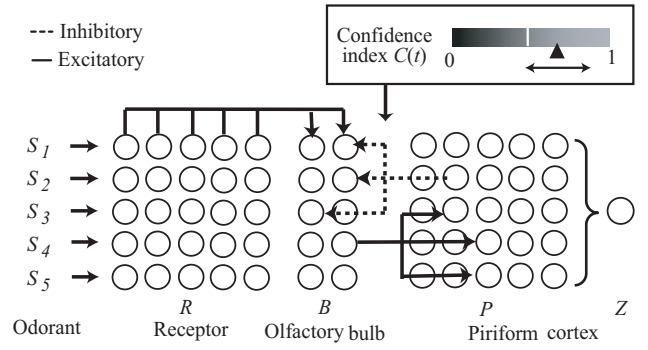 Inhibitory
Excitatory
Confidence
index C(t)
0
1
S1
S2
S3
S4
S5
R
B
P
Z
Odorant
Receptor
Olfactory bulb
Piriform cortex